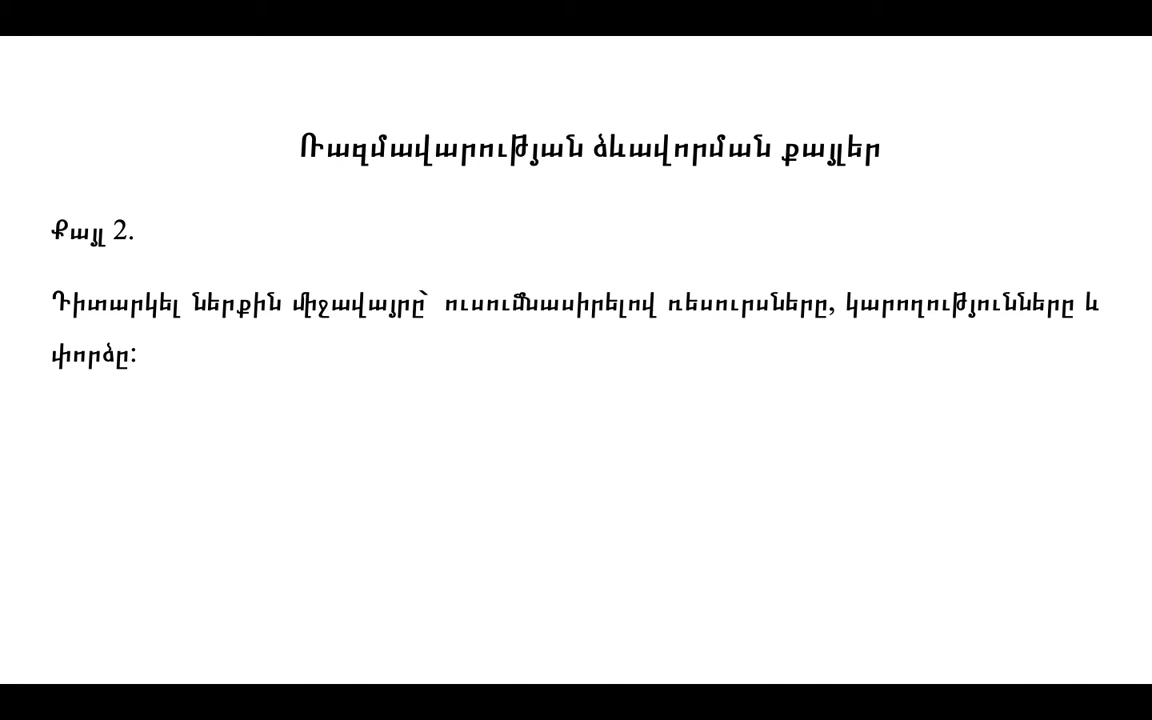 Ռազմավարության ձևավորման քայլեր
Քայլ 2.
Դիտարկել ներքին միջավայրը՝ ուսումնասիրելով ռեսուրսները, կարողությունները և
փորձը: